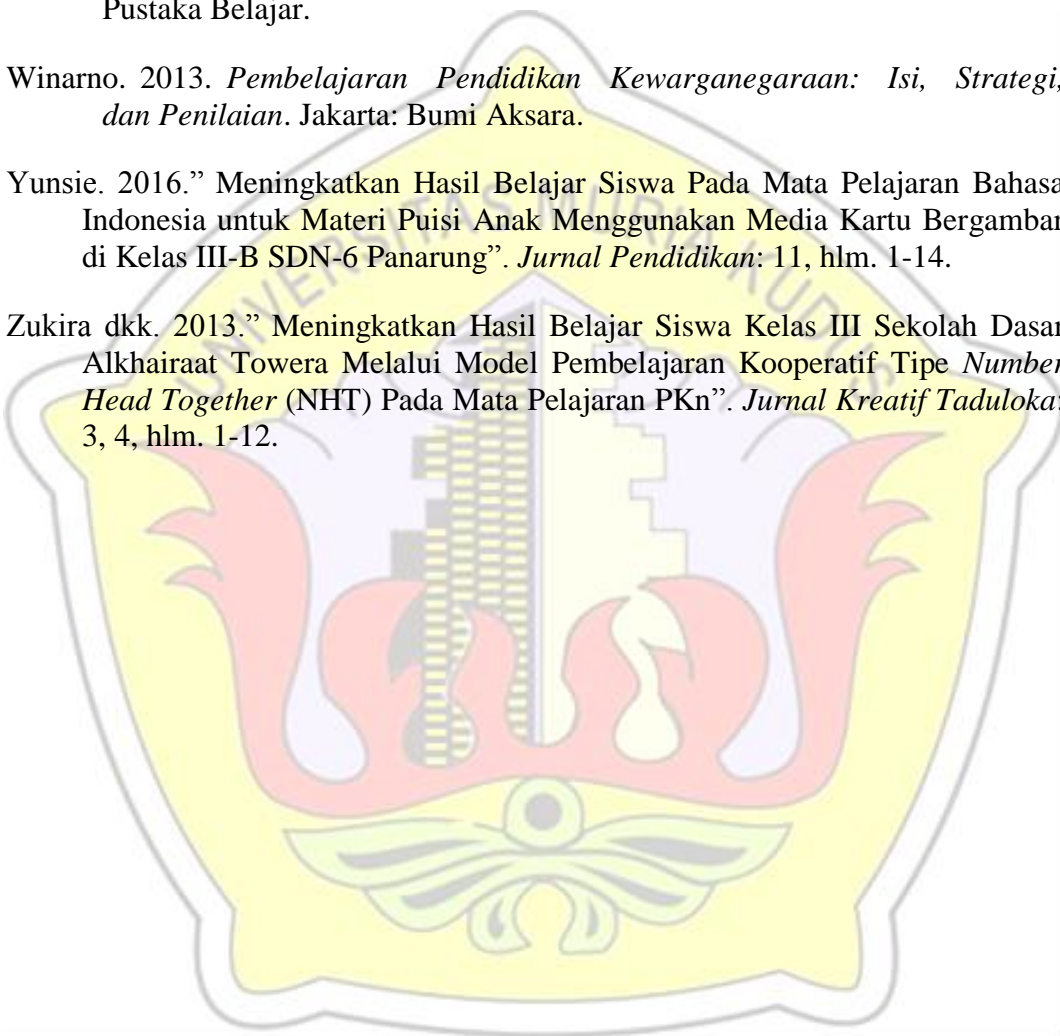 Pustaka Belajar.
Winarno. 2013. Pembelajaran Pendidikan Kewarganegaraan: Isi, Strategi,
dan Penilaian. Jakarta: Bumi Aksara.
Yunsie. 2016.” Meningkatkan Hasil Belajar Siswa Pada Mata Pelajaran Bahasa
Indonesia untuk Materi Puisi Anak Menggunakan Media Kartu Bergambar
di Kelas III-B SDN-6 Panarung”. Jurnal Pendidikan: 11, hlm. 1-14.
Zukira dkk. 2013.” Meningkatkan Hasil Belajar Siswa Kelas III Sekolah Dasar
Alkhairaat Towera Melalui Model Pembelajaran Kooperatif Tipe Number
Head Together (NHT) Pada Mata Pelajaran PKn”. Jurnal Kreatif Taduloka:
3, 4, hlm. 1-12.
UNIVERSITAS MURIA KUDUS